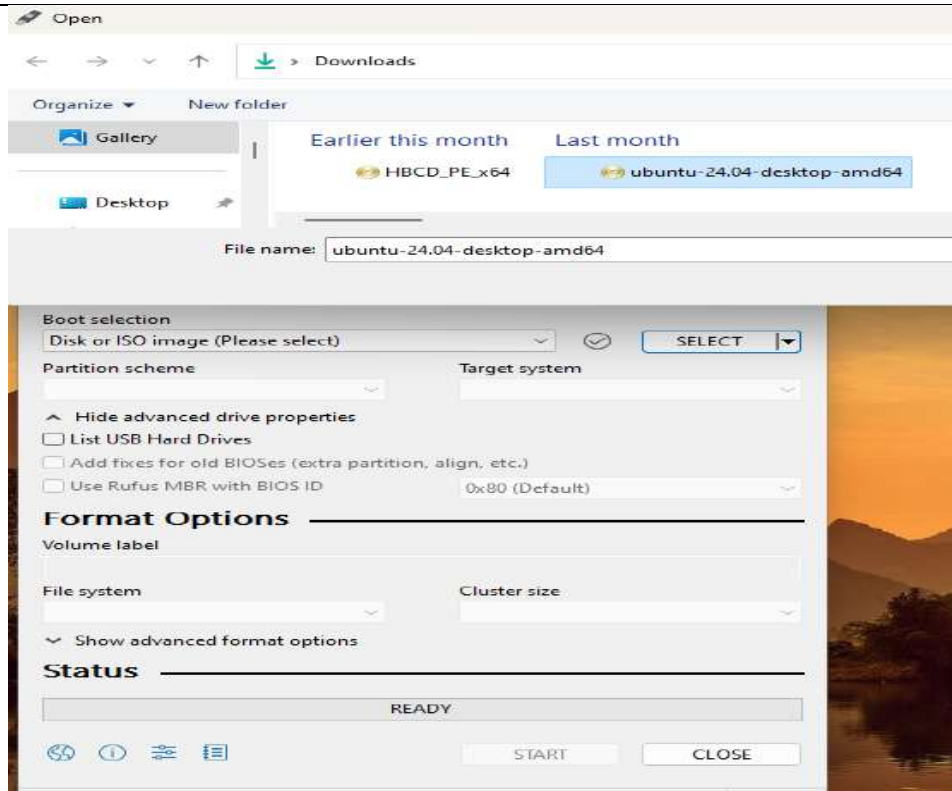 Open
Downloads
Organize New folder
Gallery Earlier this month Last month
HBCD_PE_x64 ubuntu-24.04-desktop-amd64
Desktop
File name: ubuntu-24.04-desktop-amd64
Boot selection
Disk or ISO image (Please select) SELECT
Partition scheme Target system
Hide advanced drive properties
List USB Hard Drives
Add fixes for old BIOSes (extra partition, align, etc.)
Use Rufus MBR with BIOS ID 0x80 (Default)
Format Options
Volume label
File system Cluster size
Show advanced format options
Status
READY
START CLOSE